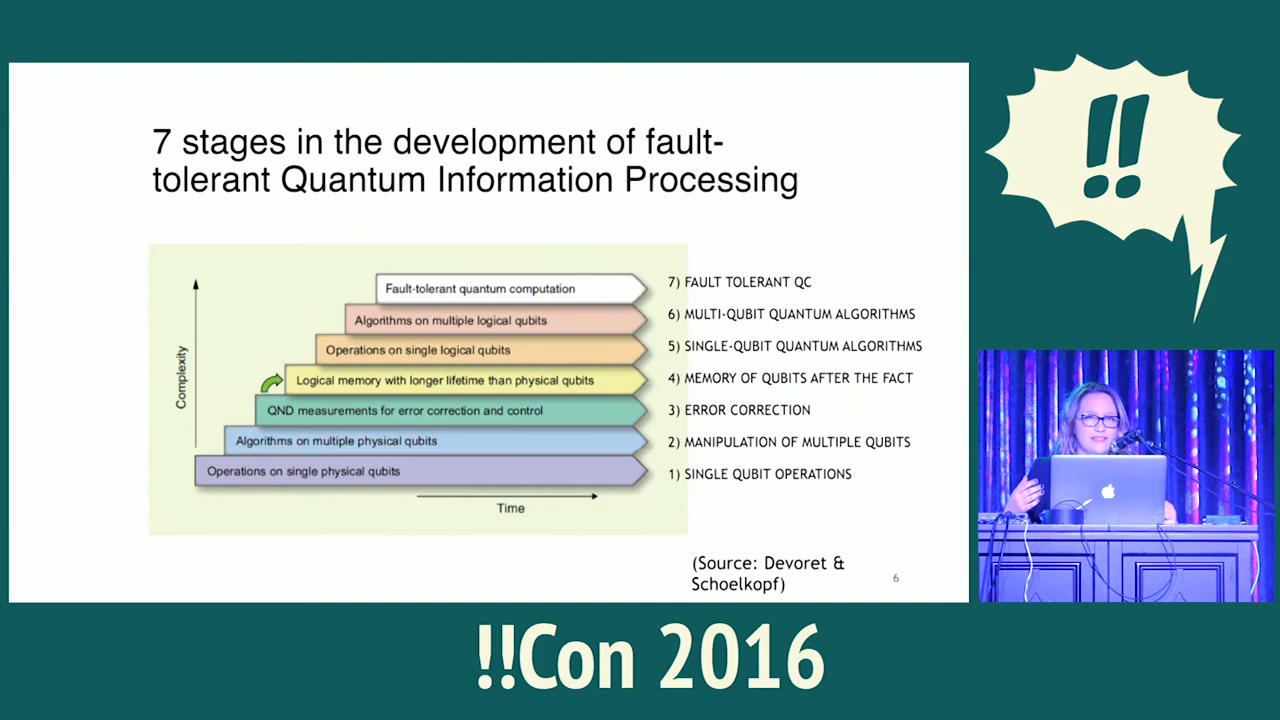 7 stages in the development of fault-
tolerant Quantum Information Processing
Complexity
Fault-tolerant quantum computation
Algorithms on multiple logical qubits
Operations on single logical qubits
Logical memory with longer lifetime than physical qubits
QND measurements for error correction and control
Algorithms on multiple physical qubits
Operations on single physical qubits
Time
7) FAULT TOLERANT QC
6) MULTI-QUBIT QUANTUM ALGORITHMS
5) SINGLE-QUBIT QUANTUM ALGORITHMS
4) MEMORY OF QUBITS AFTER THE FACT
3) ERROR CORRECTION
2) MANIPULATION OF MULTIPLE QUBITS
1) SINGLE QUBIT OPERATIONS
(Source: Devoret &
Schoelkopf)
6
!!
!!Con 2016